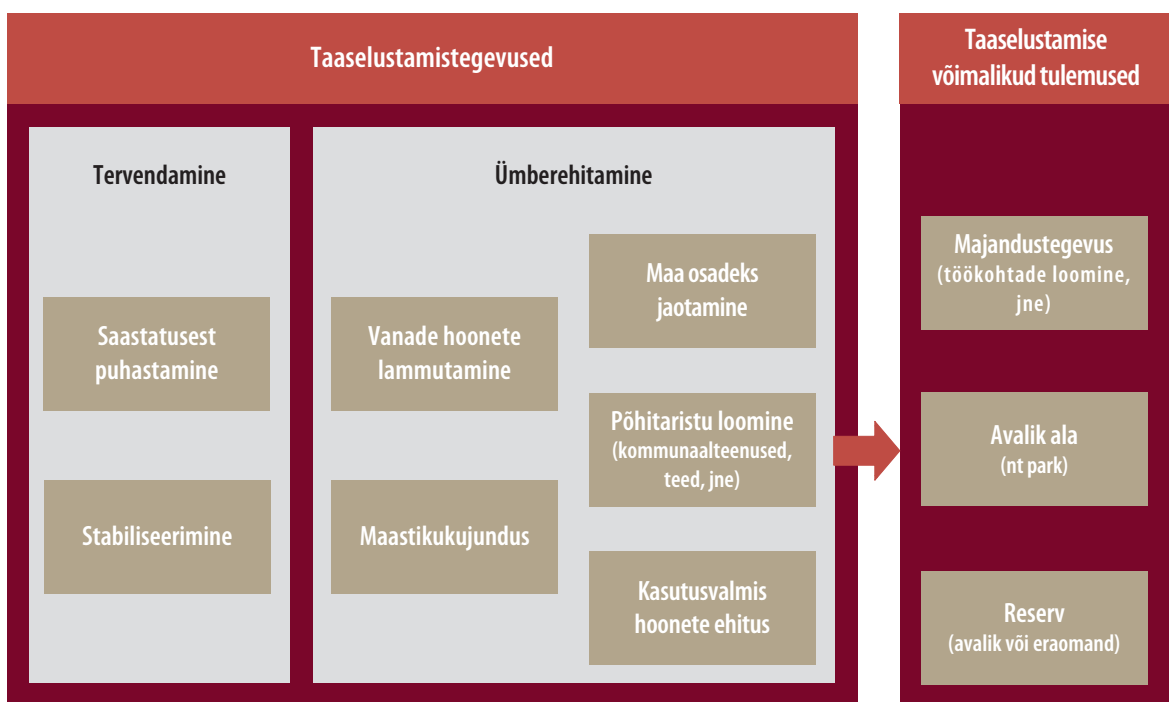 Taaselustamistegevused
Tervendamine
Saastatusest
puhastamine
Stabiliseerimine
Ümberehitamine
Vanade hoonete
lammutamine
Maastikukujundus
Maa osadeks
jaotamine
Põhitaristu loomine
(kommunaalteenused,
teed, jne)
Kasutusvalmis
hoonete ehitus
Taaselustamise
võimalikud tulemused
Majandustegevus
(töökohtade loomine,
jne)
Avalik ala
(nt park)
Reserv
(avalik või eraomand)